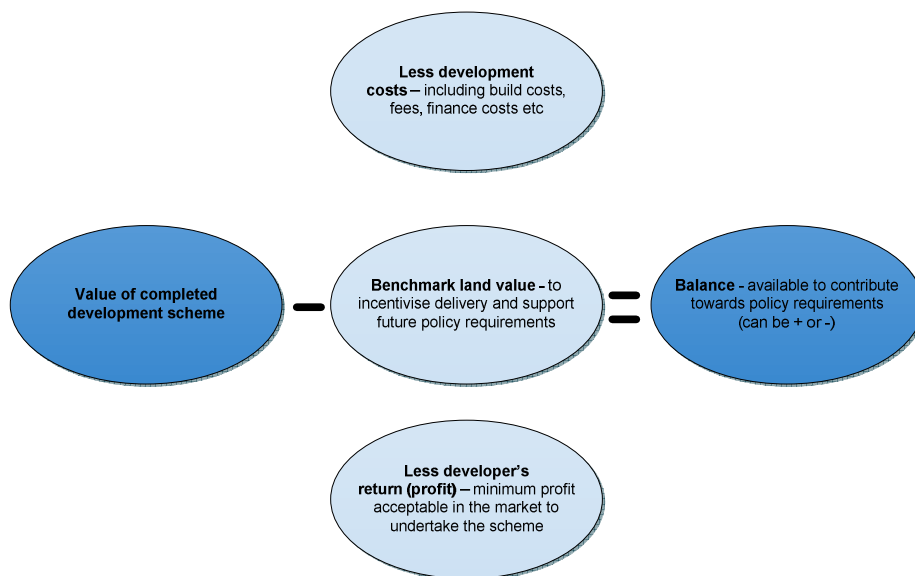 Less development
costs – including build costs,
fees, finance costs etc
Value of completed
development scheme
Benchmark land value - to
incentivise delivery and support
future policy requirements
Balance - available to contribute
towards policy requirements
(can be + or -)
Less developer's
return (profit) – minimum profit
acceptable in the market to
undertake the scheme